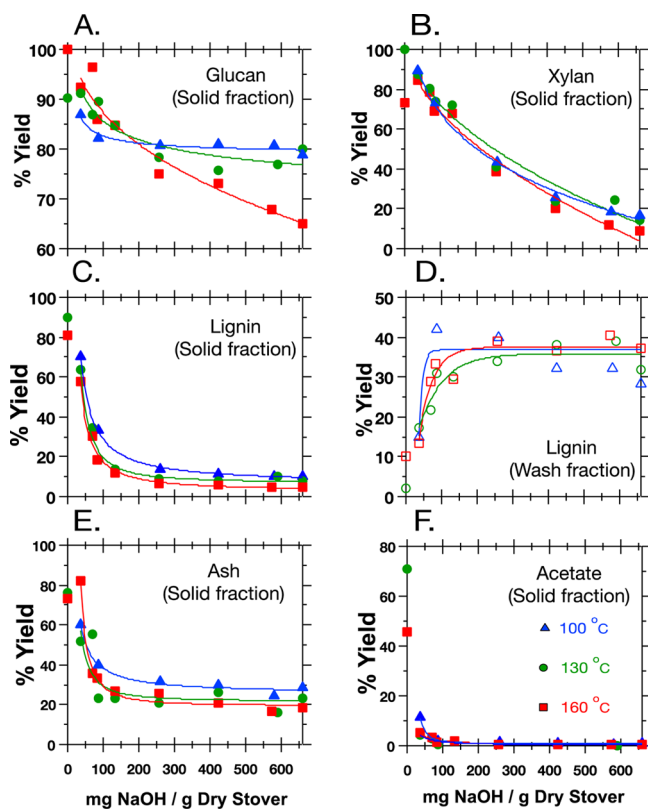 A.
B.
100
90
80
70
60
% Yield
Glucan
(Solid fraction)
100
80
60
40
20
0
% Yield
Xylan
(Solid fraction)
C.
D.
100
80
60
40
20
0
% Yield
Lignin
(Solid fraction)
50
40
30
20
10
0
% Yield
Lignin
(Wash fraction)
E.
F.
100
80
60
40
20
0
% Yield
Ash
(Solid fraction)
80
60
40
20
0
% Yield
Acetate
(Solid fraction)
100 °C
130 °C
160 °C
0 100 200 300 400 500 600
mg NaOH / g Dry Stover
0 100 200 300 400 500 600
mg NaOH / g Dry Stover